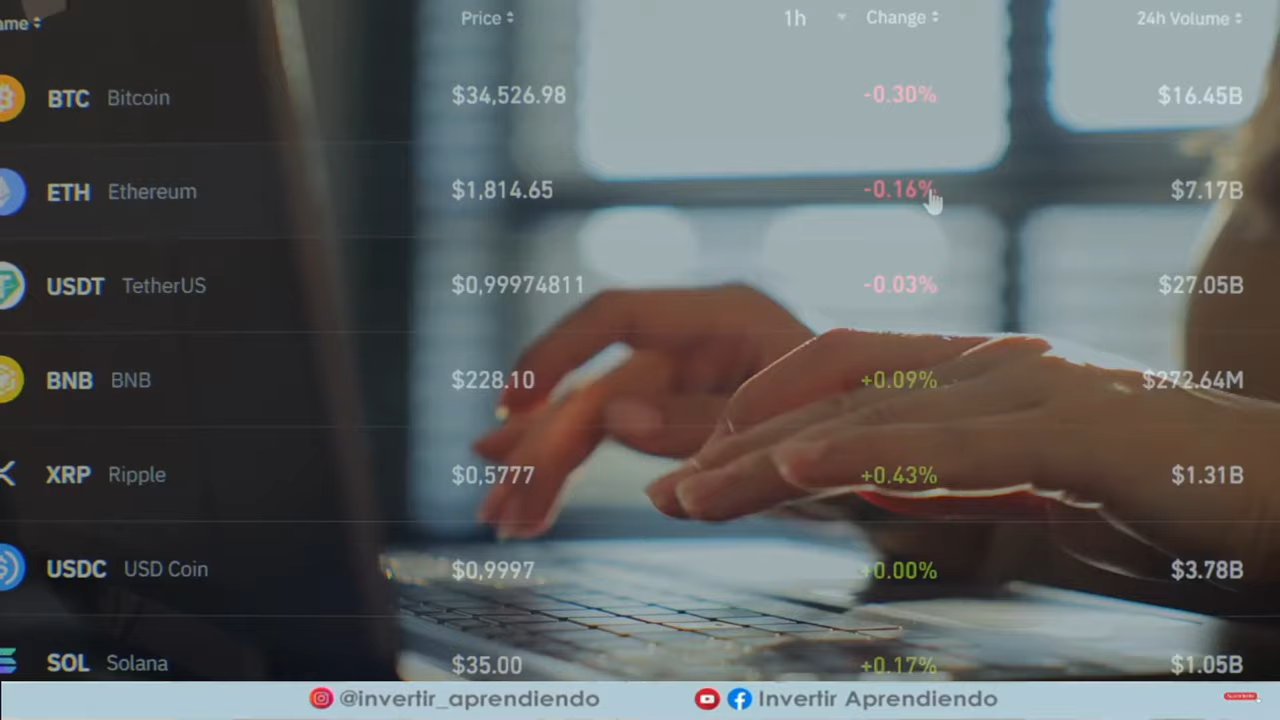 ame Price 1h Change 24h Volume
BTC Bitcoin $34,526.98 -0.30% $16.45B
ETH Ethereum $1,814.65 -0.16% $7.17B
USDT TetherUS $0,99974811 -0.03% $27.05B
BNB BNB $228.10 +0.09% $272.64M
XRP Ripple $0,5777 +0.43% $1.31B
USDC USD Coin $0,9997 +0.00% $3.78B
SOL Solana $35.00 +0.17% $1.05B
@invertir_aprendiendo Invertir Aprendiendo